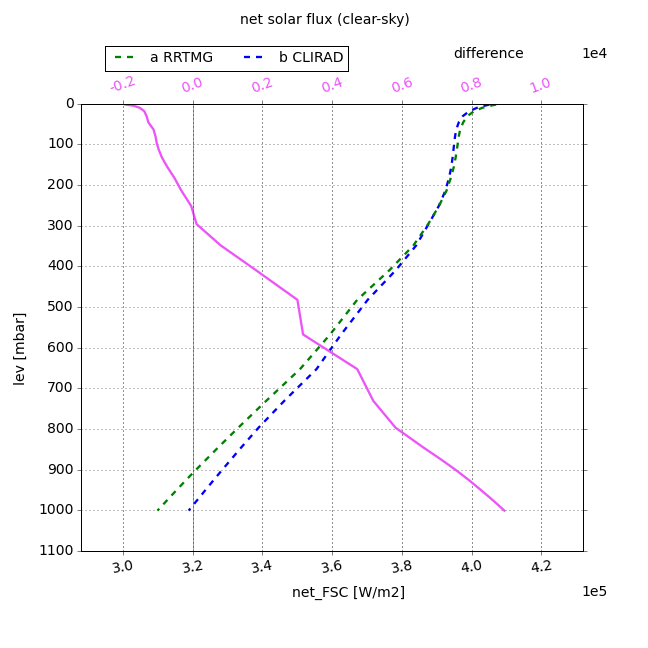 net solar flux (clear-sky)
a RRTMG b CLIRAD difference 1e4
-0.2 0.0 0.2 0.4 0.6 0.8 1.0
0
100
200
300
400
500
600
700
800
900
1000
1100
lev [mbar]
3.0 3.2 3.4 3.6 3.8 4.0 4.2
net_FSC [W/m2] 1e5